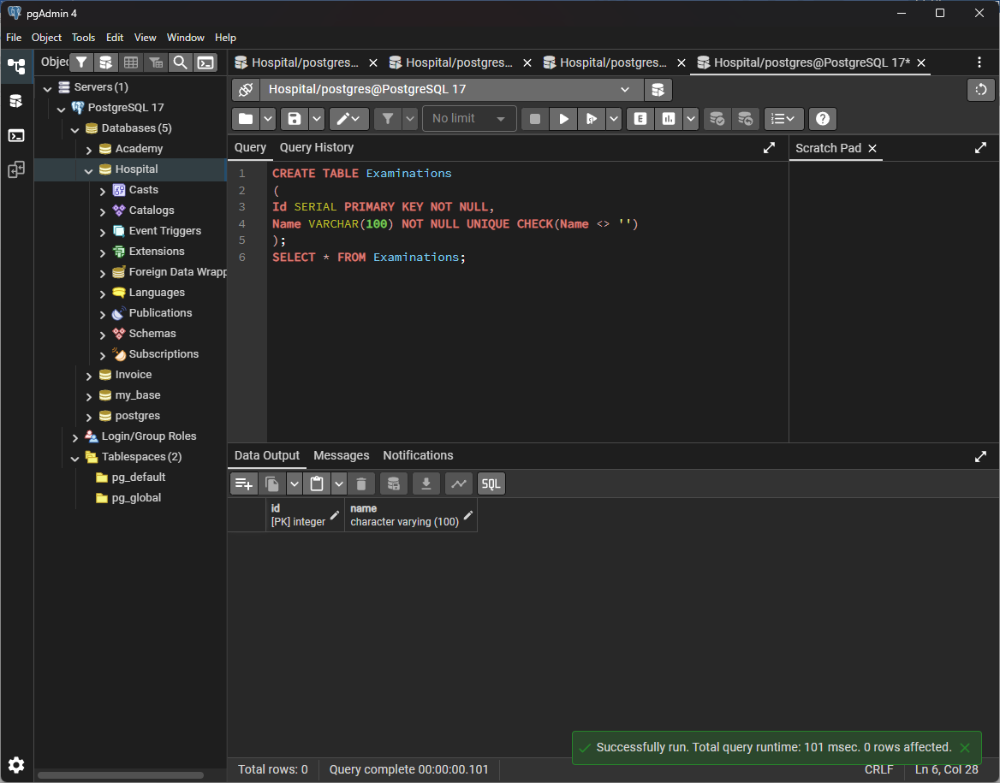 pgAdmin 4
File Object Tools Edit View Window Help
Objec
Hospital/postgres...
Hospital/postgres...
Hospital/postgres...
Hospital/postgres@PostgreSQL 17*
Servers (1)
PostgreSQL 17
Databases (5)
Academy
Hospital
Casts
Catalogs
Event Triggers
Extensions
Foreign Data Wrapp
Languages
Publications
Schemas
Subscriptions
Invoice
my_base
postgres
Login/Group Roles
Tablespaces (2)
pg_default
pg_global
Hospital/postgres@PostgreSQL 17
No limit
E
Query Query History
Scratch Pad
1 CREATE TABLE Examinations
2 (
3 Id SERIAL PRIMARY KEY NOT NULL,
4 Name VARCHAR(100) NOT NULL UNIQUE CHECK(Name <> '')
5 );
6 SELECT * FROM Examinations;
Data Output Messages Notifications
SQL
id
[PK] integer
name
character varying (100)
Successfully run. Total query runtime: 101 msec. 0 rows affected.
Total rows: 0 Query complete 00:00:00.101 CRLF Ln 6, Col 28